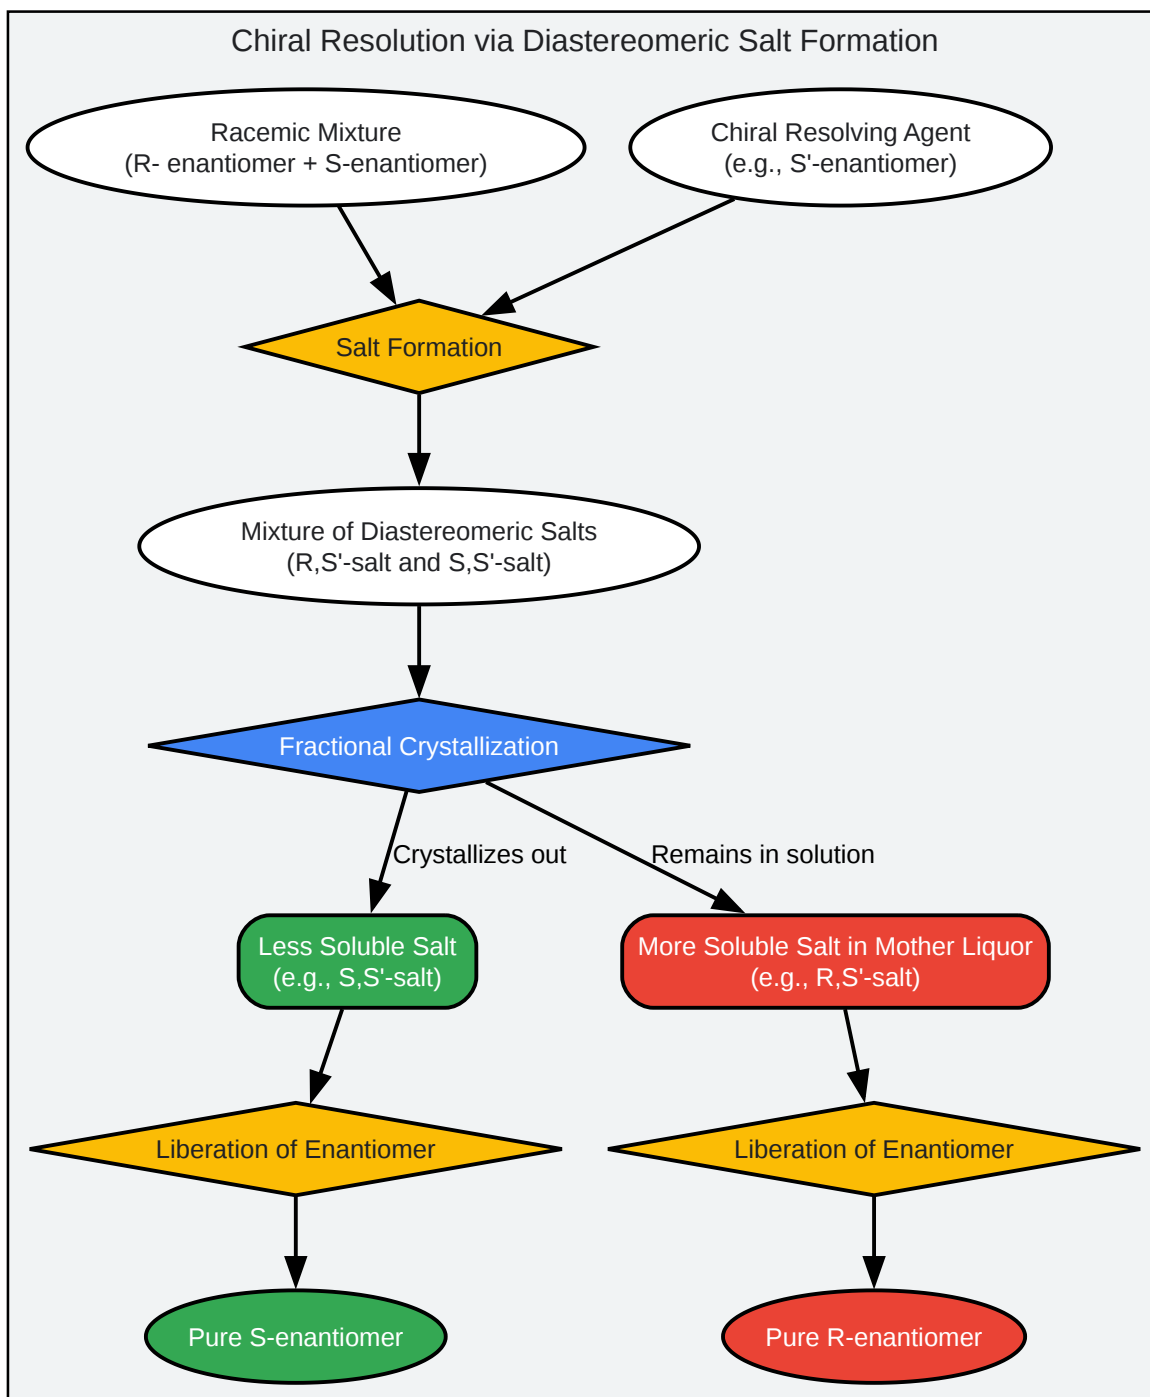 Chiral Resolution via Diastereomeric Salt Formation
Racemic Mixture
(R- enantiomer + S-enantiomer)
Chiral Resolving Agent
(e.g., S'-enantiomer)
Salt Formation
Mixture of Diastereomeric Salts
(R,S'-salt and S,S'-salt)
Fractional Crystallization
Crystallizes out
Remains in solution
Less Soluble Salt
(e.g., S,S'-salt)
More Soluble Salt in Mother Liquor
(e.g., R,S'-salt)
Liberation of Enantiomer
Liberation of Enantiomer
Pure S-enantiomer
Pure R-enantiomer